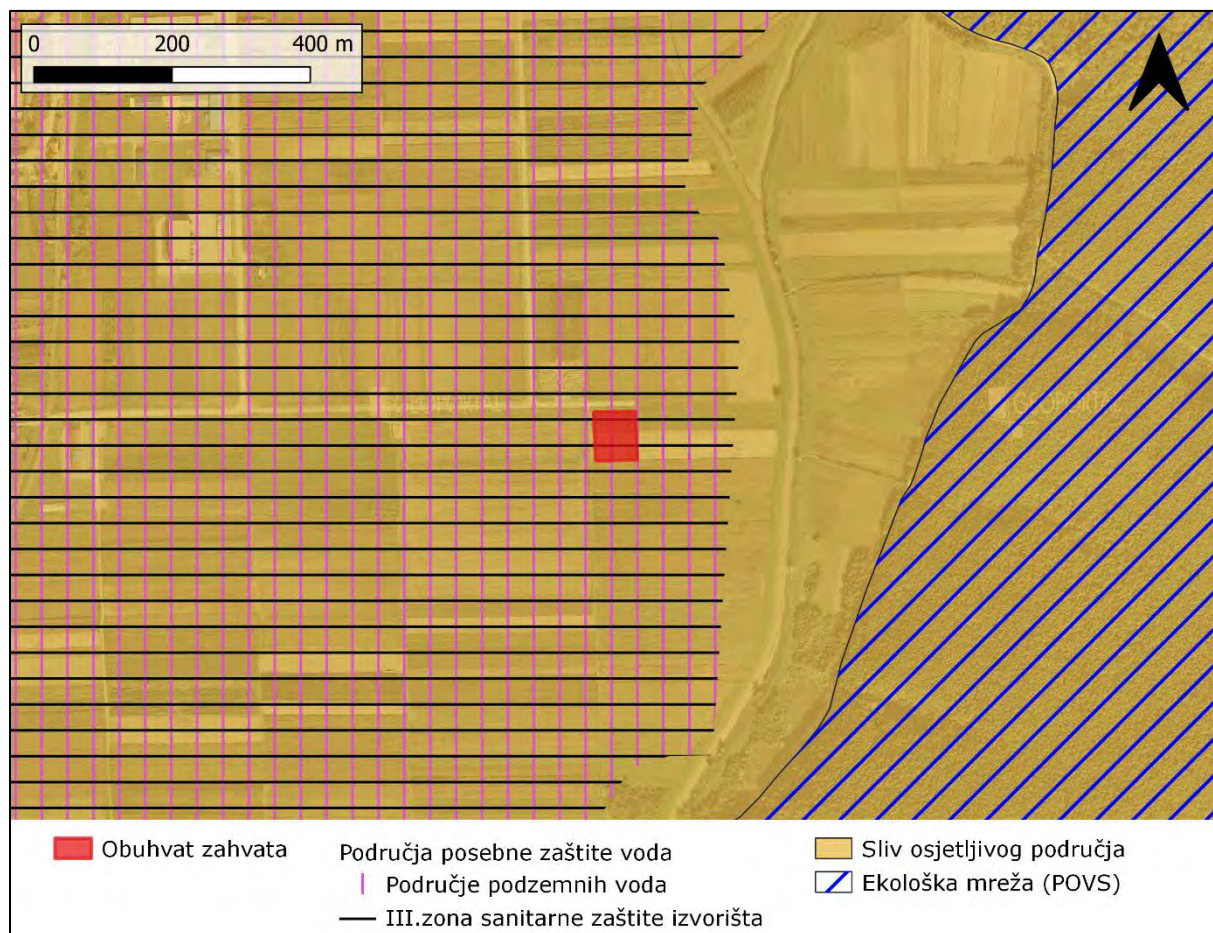 0 200 400 m
GEOPORTAL
Obuhvat zahvata
Područja posebne zaštite voda
Područje podzemnih voda
III.zona sanitarne zaštite izvorišta
Sliv osjetljivog područja
Ekološka mreža (POVS)